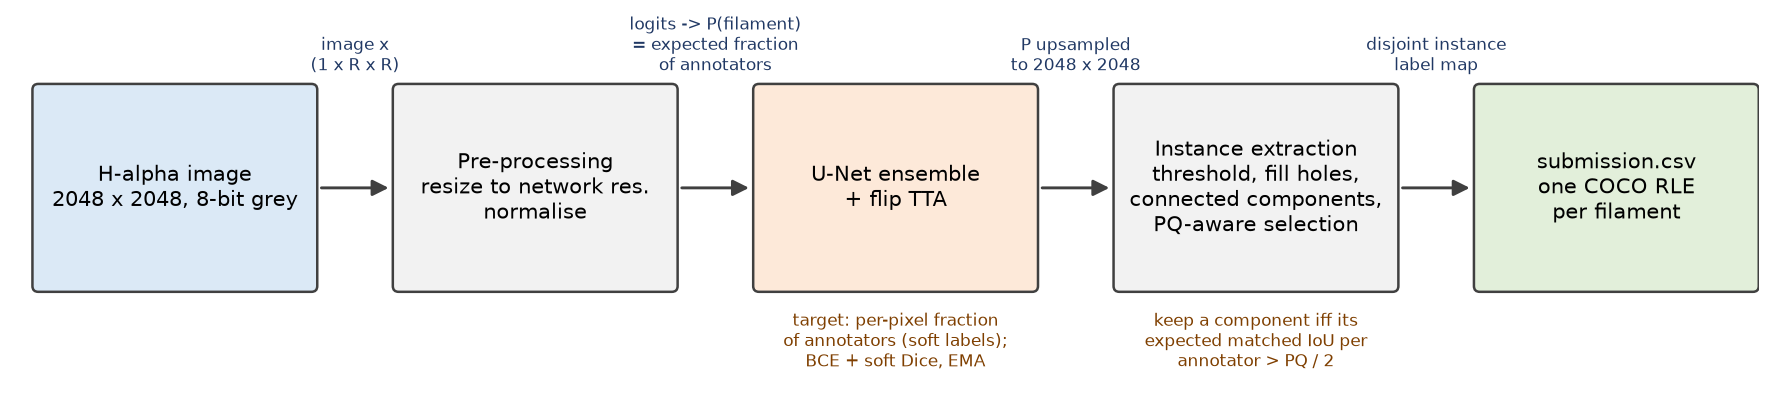 image x
(1 x R x R)
logits -> P(filament)
= expected fraction
of annotators
P upsampled
to 2048 x 2048
disjoint instance
label map
H-alpha image
2048 x 2048, 8-bit grey
Pre-processing
resize to network res.
normalise
U-Net ensemble
+ flip TTA
Instance extraction
threshold, fill holes,
connected components,
PQ-aware selection
submission.csv
one COCO RLE
per filament
target: per-pixel fraction
of annotators (soft labels);
BCE + soft Dice, EMA
keep a component iff its
expected matched IoU per
annotator > PQ / 2